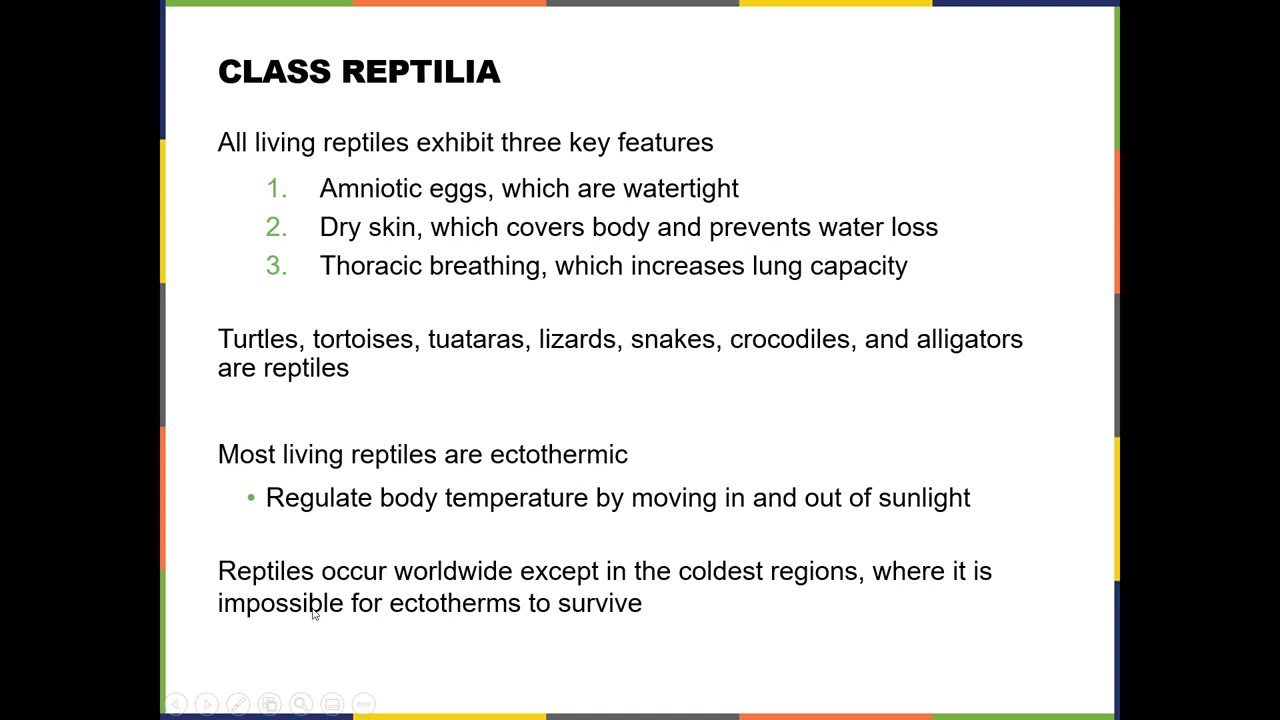 CLASS REPTILIA
All living reptiles exhibit three key features
1. Amniotic eggs, which are watertight
2. Dry skin, which covers body and prevents water loss
3. Thoracic breathing, which increases lung capacity
Turtles, tortoises, tuataras, lizards, snakes, crocodiles, and alligators
are reptiles
Most living reptiles are ectothermic
• Regulate body temperature by moving in and out of sunlight
Reptiles occur worldwide except in the coldest regions, where it is
impossible for ectotherms to survive